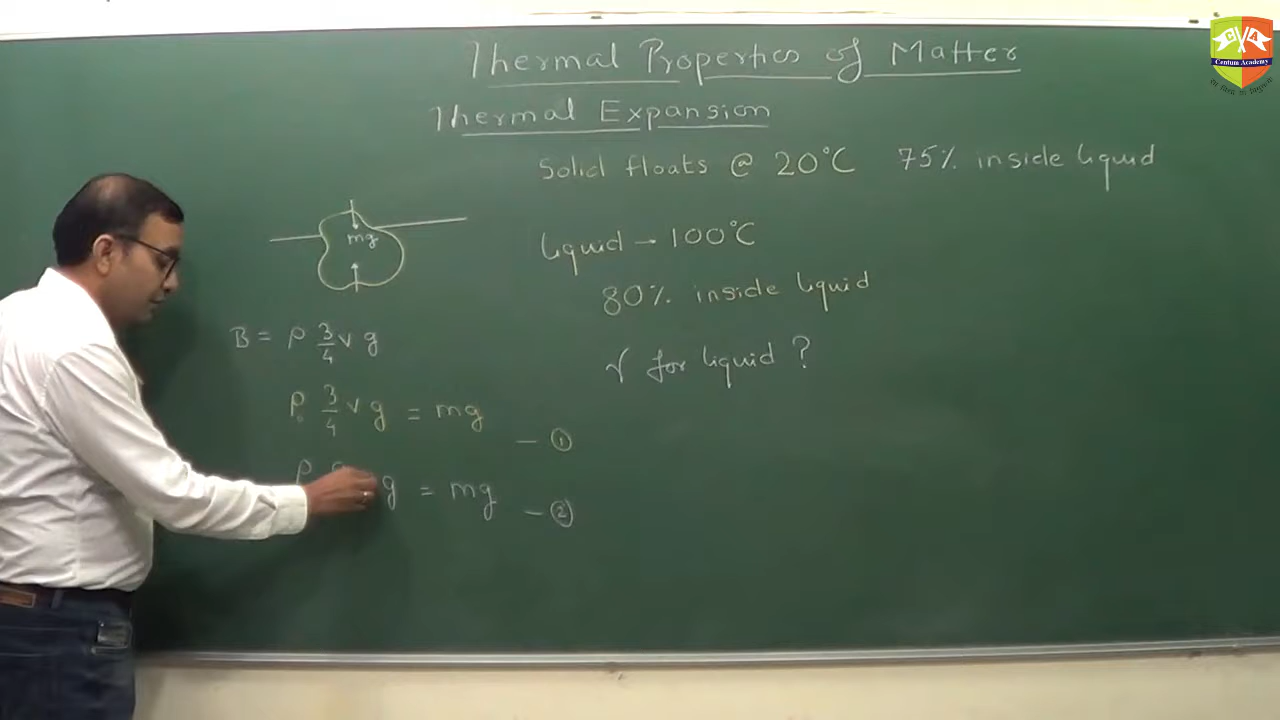 Thermal Properties of Matter
Thermal Expansion
Solid floats @ 20°C 75% inside liquid
mg
liquid → 100°C
80% inside liquid
γ for liquid ?
B = ρ 3/4 v g
ρ₀ 3/4 v g = mg — ①
ρ g = mg — ②
Centum Academy